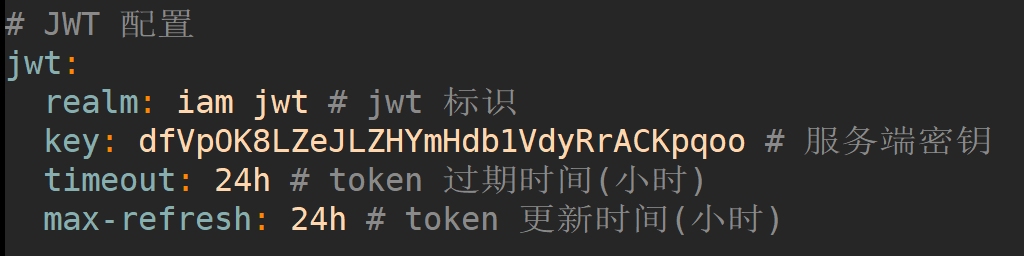 # JWT 配置
jwt:
  realm: iam jwt # jwt 标识
  key: dfVpOK8LZeJLZHYmHdb1VdyRrACKpqoo # 服务端密钥
  timeout: 24h # token 过期时间(小时)
  max-refresh: 24h # token 更新时间(小时)